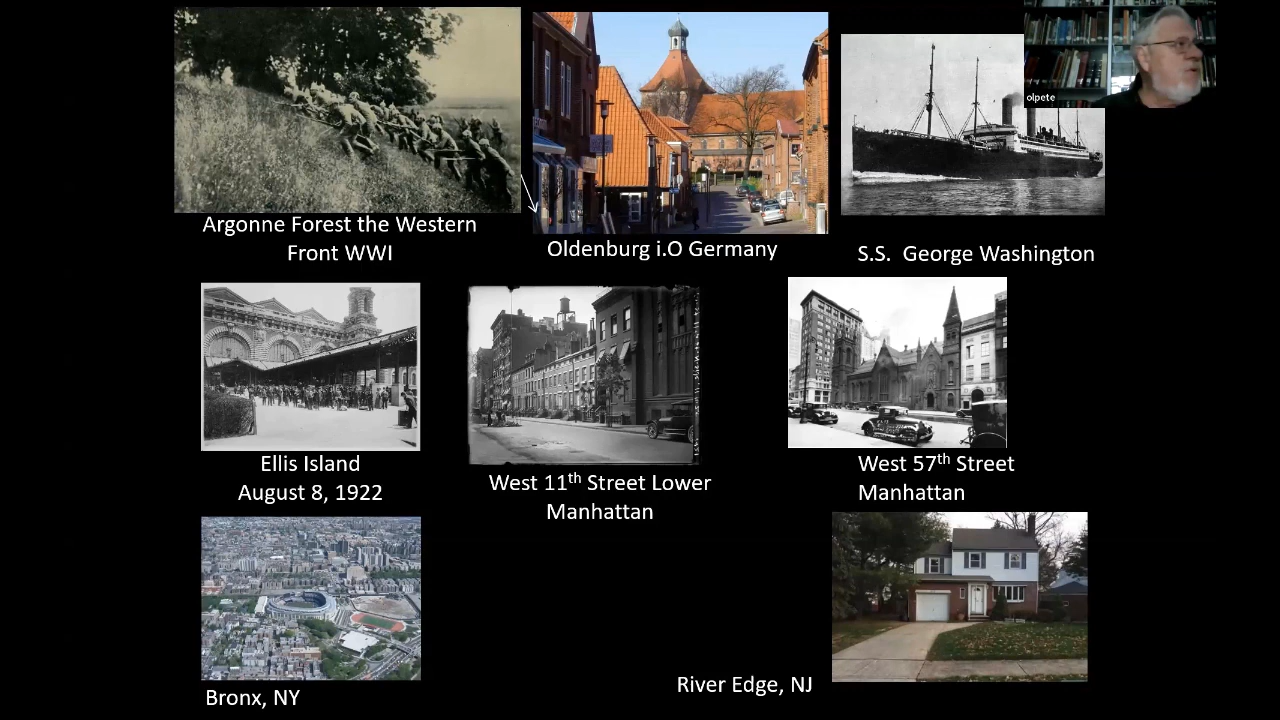 olpete
Argonne Forest the Western
Front WWI
Oldenburg i.O Germany
S.S. George Washington
Ellis Island
August 8, 1922
West 11th Street Lower
Manhattan
West 57th Street
Manhattan
Bronx, NY
River Edge, NJ